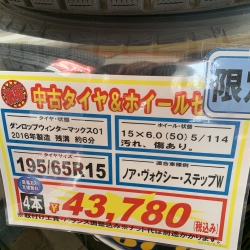 中古タイヤ&ホイールセ
限
タイヤ・状態
ダンロップウィンターマックス01
2016年製造 残溝 約6分
ホイール・状態
15×6.0(50)5/114
汚れ、傷あり。
タイヤサイズ
195/65R15
適合車種例
ノア・ヴォクシー・ステップW
4本 ¥43,780(税込み)